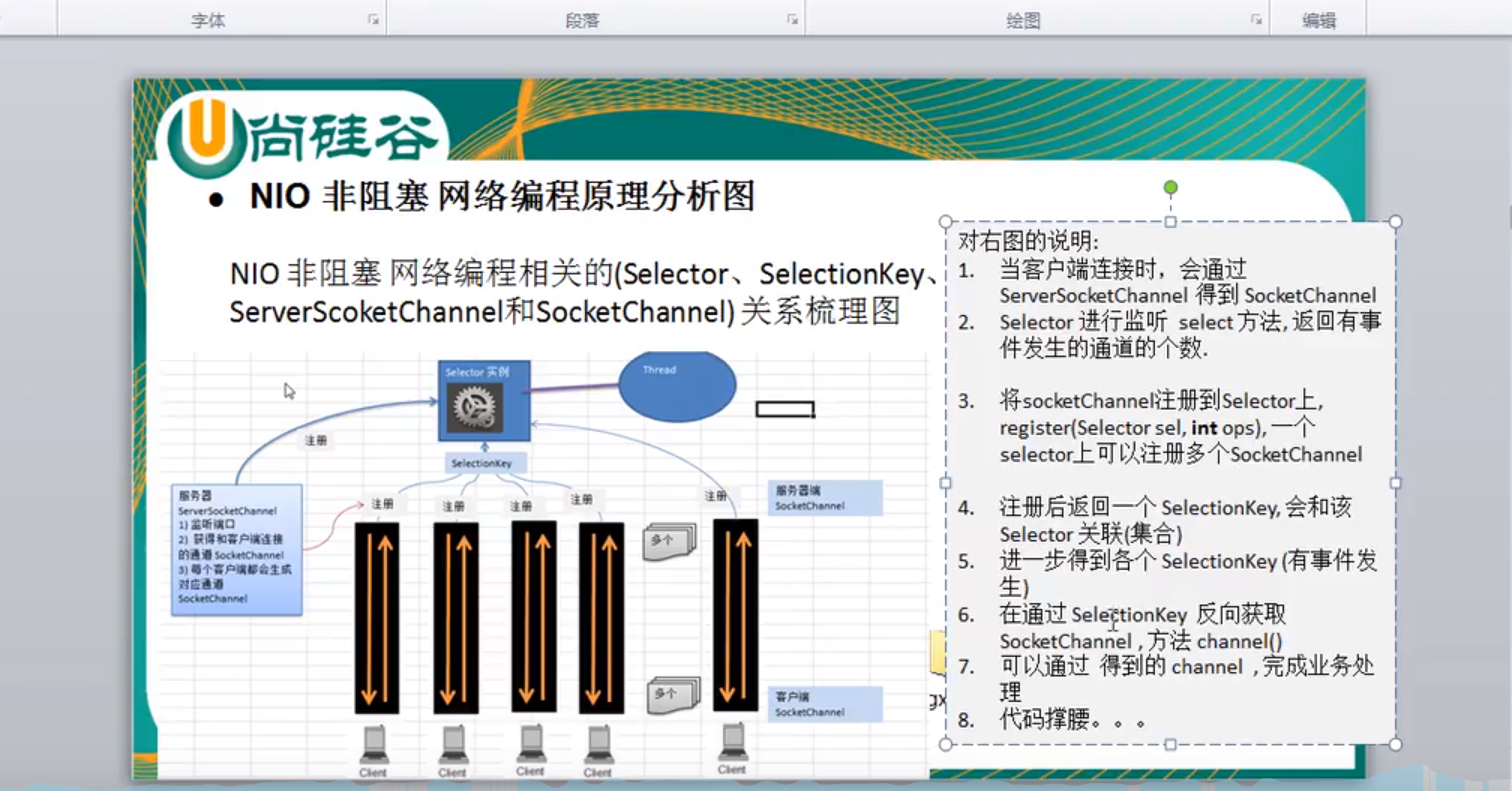 字体
段落
绘图
编辑
尚硅谷
• NIO 非阻塞 网络编程原理分析图
NIO 非阻塞 网络编程相关的(Selector、SelectionKey、
ServerScoketChannel和SocketChannel) 关系梳理图
Selector 实例
Thread
注册
SelectionKey
注册
注册
注册
注册
注册
服务器
ServerSocketChannel
1) 监听端口
2) 获得和客户端连接
的通道 SocketChannel
3) 每个客户端都会生成
对应通道
SocketChannel
服务器端
SocketChannel
多个
多个
客户端
SocketChannel
Client
Client
Client
Client
Client
对右图的说明:
1. 当客户端连接时，会通过
ServerSocketChannel 得到 SocketChannel
2. Selector 进行监听 select 方法, 返回有事
件发生的通道的个数.
3. 将socketChannel注册到Selector上,
register(Selector sel, int ops), 一个
selector上可以注册多个SocketChannel
4. 注册后返回一个 SelectionKey, 会和该
Selector 关联(集合)
5. 进一步得到各个 SelectionKey (有事件发
生)
6. 在通过 SelectionKey 反向获取
SocketChannel , 方法 channel()
7. 可以通过 得到的 channel , 完成业务处
理
8. 代码撑腰。。。